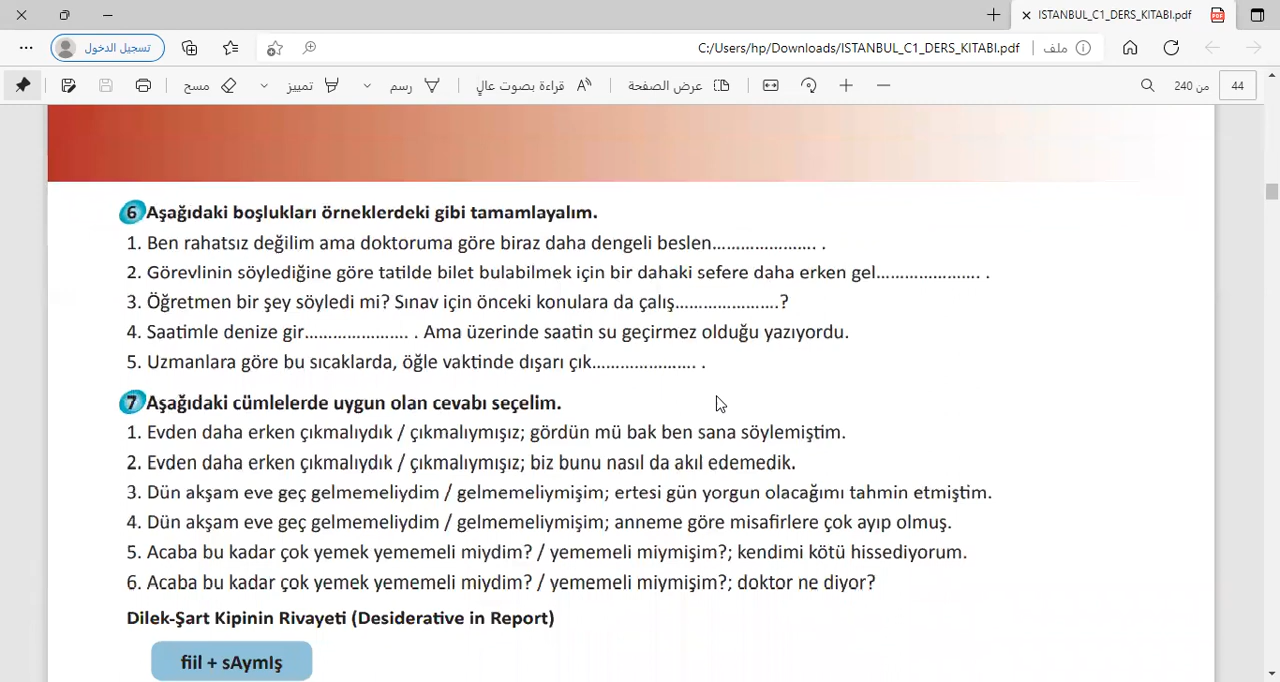 ISTANBUL_C1_DERS_KITABI.pdf
تسجيل الدخول
C:/Users/hp/Downloads/ISTANBUL_C1_DERS_KITABI.pdf
ملف
مسح
تمييز
رسم
قراءة بصوت عالٍ
عرض الصفحة
من 240
44
6 Aşağıdaki boşlukları örneklerdeki gibi tamamlayalım.
1. Ben rahatsız değilim ama doktoruma göre biraz daha dengeli beslen.................... .
2. Görevlinin söylediğine göre tatilde bilet bulabilmek için bir dahaki sefere daha erken gel.................... .
3. Öğretmen bir şey söyledi mi? Sınav için önceki konulara da çalış....................?
4. Saatimle denize gir.................... . Ama üzerinde saatin su geçirmez olduğu yazıyordu.
5. Uzmanlara göre bu sıcaklarda, öğle vaktinde dışarı çık.................... .
7 Aşağıdaki cümlelerde uygun olan cevabı seçelim.
1. Evden daha erken çıkmalıydık / çıkmalıymışız; gördün mü bak ben sana söylemiştim.
2. Evden daha erken çıkmalıydık / çıkmalıymışız; biz bunu nasıl da akıl edemedik.
3. Dün akşam eve geç gelmemeliydim / gelmemeliymişim; ertesi gün yorgun olacağımı tahmin etmiştim.
4. Dün akşam eve geç gelmemeliydim / gelmemeliymişim; anneme göre misafirlere çok ayıp olmuş.
5. Acaba bu kadar çok yemek yememeli miydim? / yememeli miymişim?; kendimi kötü hissediyorum.
6. Acaba bu kadar çok yemek yememeli miydim? / yememeli miymişim?; doktor ne diyor?
Dilek-Şart Kipinin Rivayeti (Desiderative in Report)
fiil + sAymIş